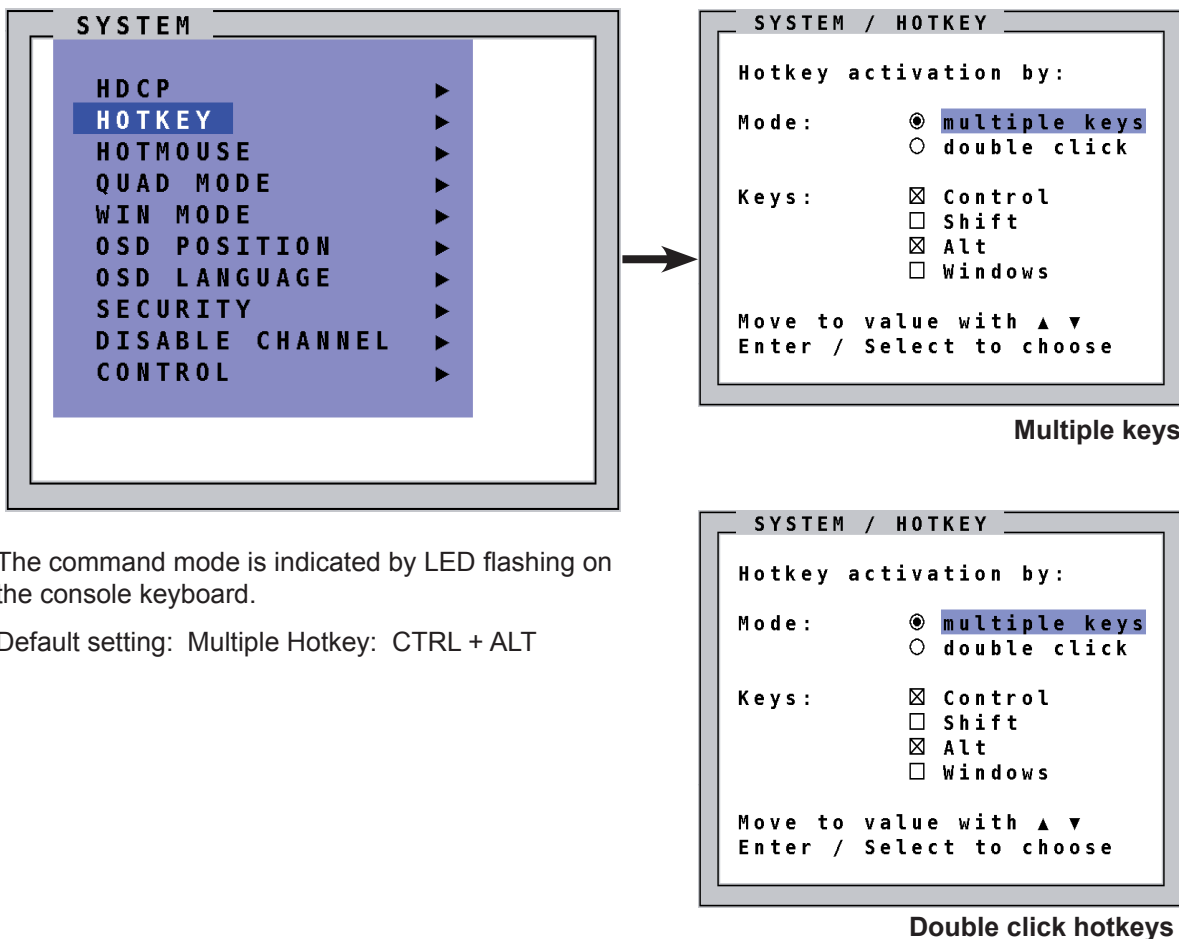 SYSTEM
HDCP ►
HOTKEY ►
HOTMOUSE ►
QUAD MODE ►
WIN MODE ►
OSD POSITION ►
OSD LANGUAGE ►
SECURITY ►
DISABLE CHANNEL ►
CONTROL ►
The command mode is indicated by LED flashing on
the console keyboard.
Default setting: Multiple Hotkey: CTRL + ALT
SYSTEM / HOTKEY
Hotkey activation by:
Mode: ◉ multiple keys
○ double click
Keys: ☒ Control
☐ Shift
☒ Alt
☐ Windows
Move to value with ▲ ▼
Enter / Select to choose
Multiple keys
SYSTEM / HOTKEY
Hotkey activation by:
Mode: ◉ multiple keys
○ double click
Keys: ☒ Control
☐ Shift
☒ Alt
☐ Windows
Move to value with ▲ ▼
Enter / Select to choose
Double click hotkeys